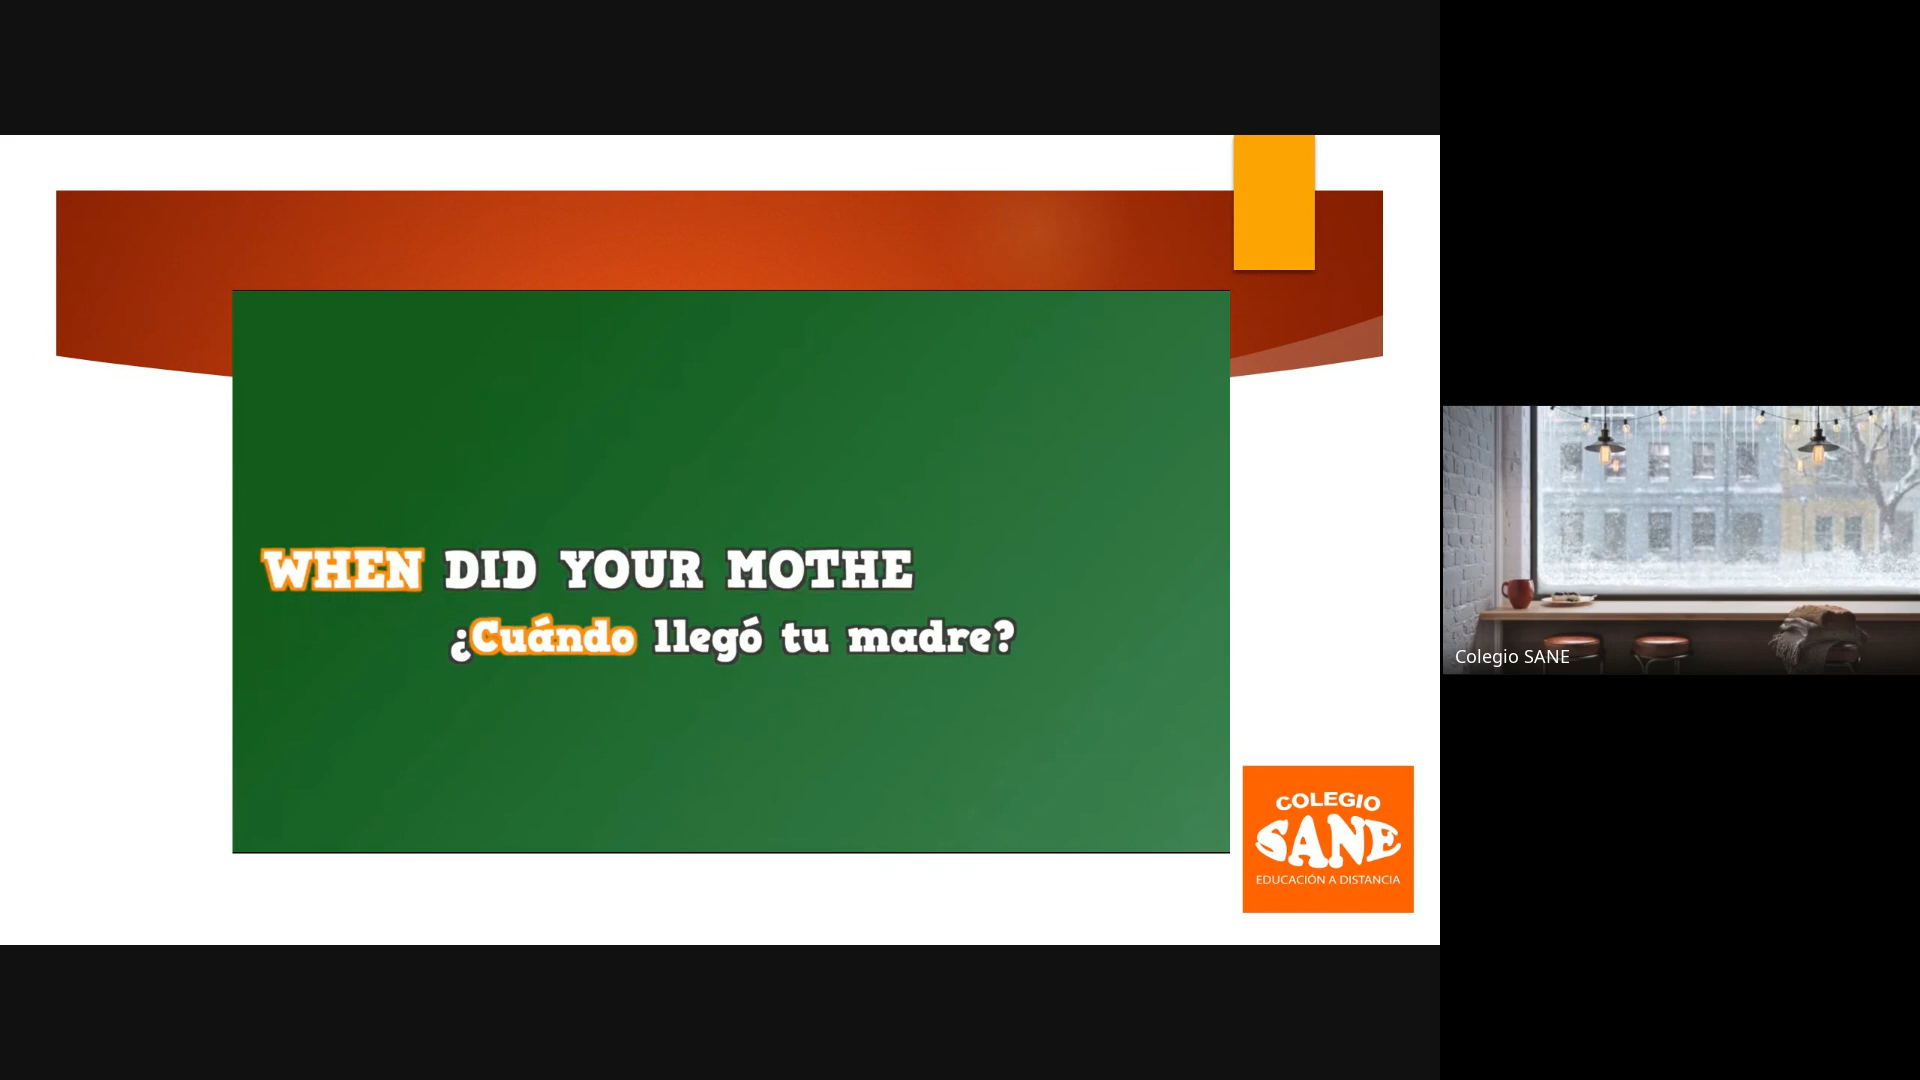 WHEN DID YOUR MOTHE
¿Cuándo llegó tu madre?
Colegio SANE
COLEGIO
SANE
EDUCACIÓN A DISTANCIA